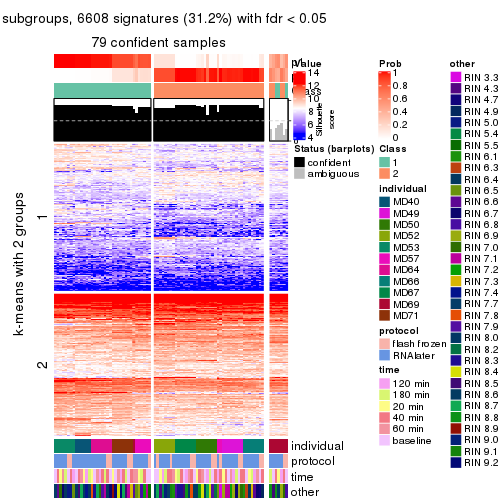 subgroups, 6608 signatures (31.2%) with fdr < 0.05
79 confident samples
k-means with 2 groups
1
2
Silhouette
score
individual
protocol
time
other
Value
14
12
10
8
6
4
Status (barplots)
confident
ambiguous
Prob
1
0.8
0.6
0.4
0.2
0
Class
1
2
individual
MD40
MD49
MD50
MD52
MD53
MD57
MD64
MD66
MD67
MD69
MD71
protocol
flash frozen
RNAlater
time
120 min
180 min
20 min
40 min
60 min
baseline
other
RIN 3.3
RIN 4.3
RIN 4.7
RIN 4.9
RIN 5.0
RIN 5.4
RIN 5.5
RIN 6.1
RIN 6.3
RIN 6.4
RIN 6.5
RIN 6.6
RIN 6.7
RIN 6.8
RIN 6.9
RIN 7.0
RIN 7.1
RIN 7.2
RIN 7.3
RIN 7.4
RIN 7.7
RIN 7.8
RIN 7.9
RIN 8.0
RIN 8.2
RIN 8.3
RIN 8.4
RIN 8.5
RIN 8.6
RIN 8.7
RIN 8.8
RIN 8.9
RIN 9.0
RIN 9.1
RIN 9.2